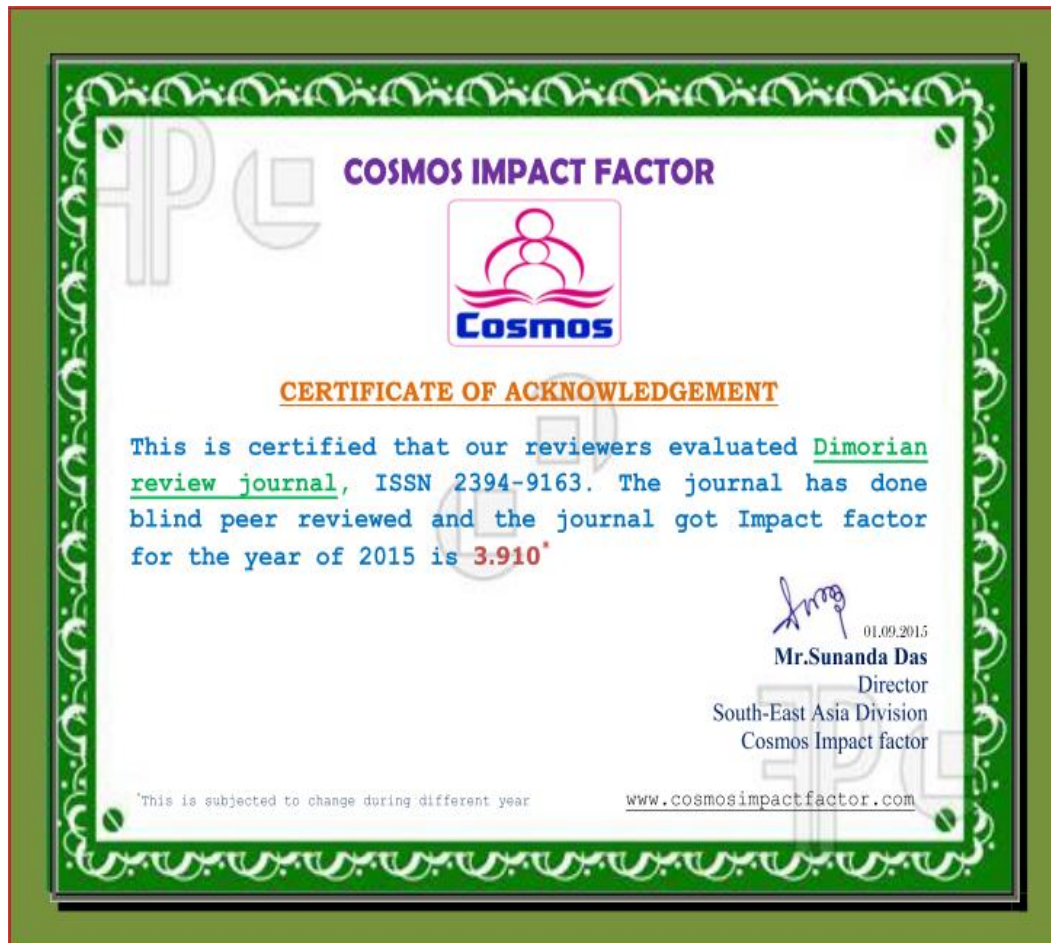 COSMOS IMPACT FACTOR
Cosmos
CERTIFICATE OF ACKNOWLEDGEMENT
This is certified that our reviewers evaluated Dimorian
review journal, ISSN 2394-9163. The journal has done
blind peer reviewed and the journal got Impact factor
for the year of 2015 is 3.910*
01.09.2015
Mr.Sunanda Das
Director
South-East Asia Division
Cosmos Impact factor
*This is subjected to change during different year
www.cosmosimpactfactor.com